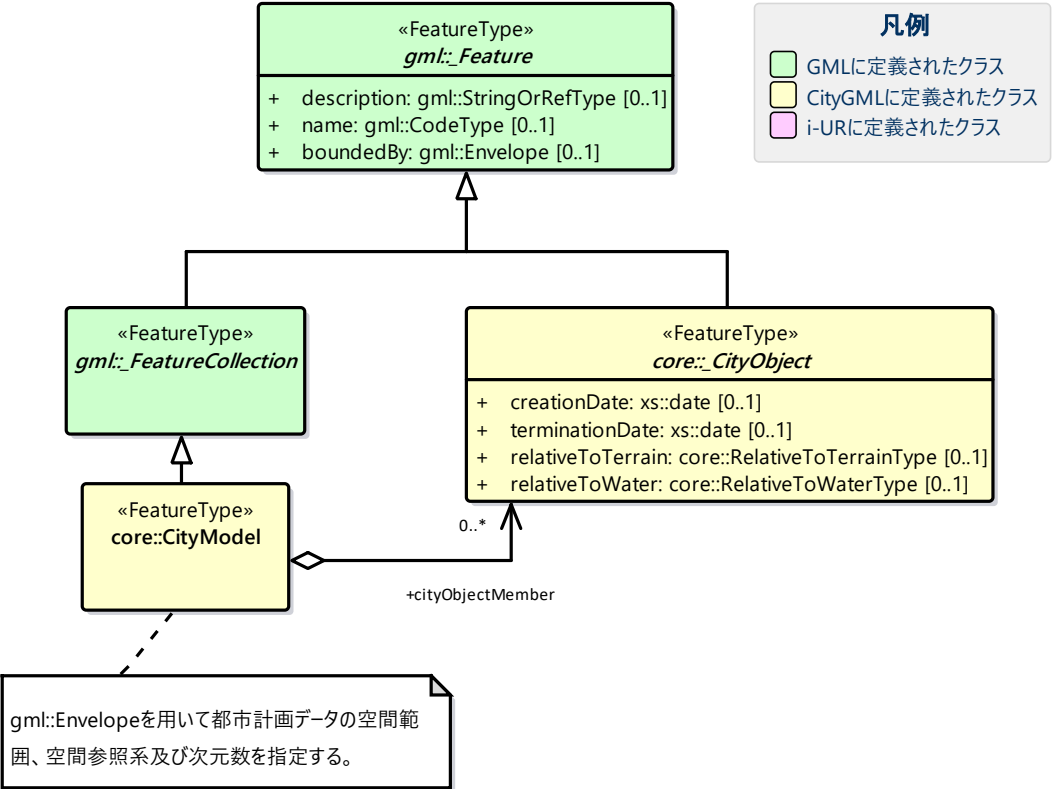 «FeatureType»
gml::_Feature
+ description: gml::StringOrRefType [0..1]
+ name: gml::CodeType [0..1]
+ boundedBy: gml::Envelope [0..1]
凡例
GMLに定義されたクラス
CityGMLに定義されたクラス
i-URに定義されたクラス
«FeatureType»
gml::_FeatureCollection
«FeatureType»
core::_CityObject
+ creationDate: xs::date [0..1]
+ terminationDate: xs::date [0..1]
+ relativeToTerrain: core::RelativeToTerrainType [0..1]
+ relativeToWater: core::RelativeToWaterType [0..1]
«FeatureType»
core::CityModel
0..*
+cityObjectMember
gml::Envelopeを用いて都市計画データの空間範
囲、空間参照系及び次元数を指定する。